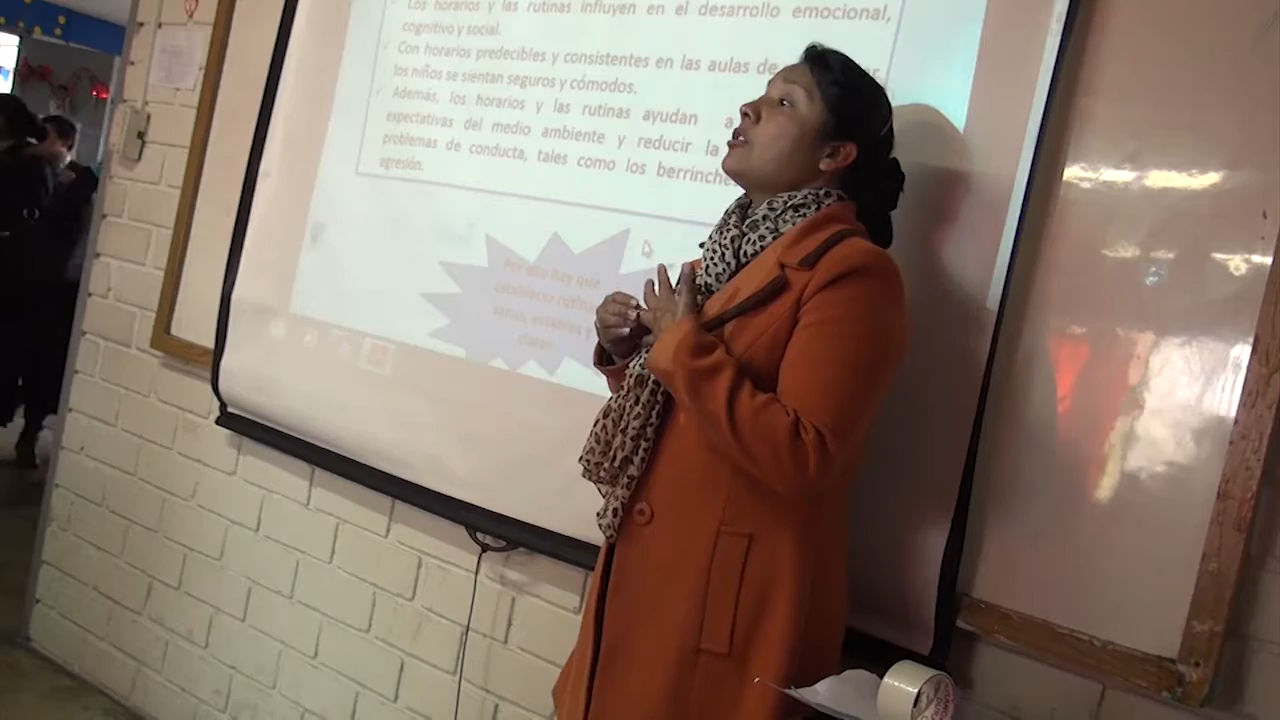 Los horarios y las rutinas influyen en el desarrollo emocional,
cognitivo y social.
Con horarios predecibles y consistentes en las aulas de
los niños se sientan seguros y cómodos.
Además, los horarios y las rutinas ayudan a
expectativas del medio ambiente y reducir la
problemas de conducta, tales como los berrinche
agresión.
Por ello hay que
establecer rutinas